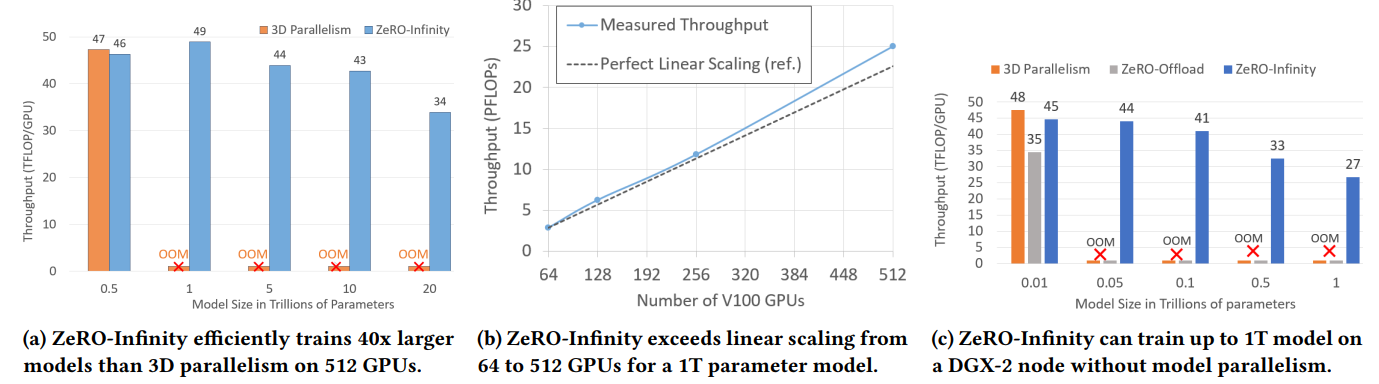 3D Parallelism ZeRO-Infinity
Throughput (TFLOP/GPU)
50
40
30
20
10
0
47 46 49 44 43 34
OOM OOM OOM OOM
0.5 1 5 10 20
Model Size in Trillions of Parameters
(a) ZeRO-Infinity efficiently trains 40x larger
models than 3D parallelism on 512 GPUs.
Measured Throughput
Perfect Linear Scaling (ref.)
Throughput (PFLOPs)
30
25
20
15
10
5
0
64 128 192 256 320 384 448 512
Number of V100 GPUs
(b) ZeRO-Infinity exceeds linear scaling from
64 to 512 GPUs for a 1T parameter model.
3D Parallelism ZeRO-Offload ZeRO-Infinity
Throughput (TFLOP/GPU)
50
45
40
35
30
25
20
15
10
5
0
48 35 45 44 41 33 27
OOM OOM OOM OOM
0.01 0.05 0.1 0.5 1
Model Size in Trillions of parameters
(c) ZeRO-Infinity can train up to 1T model on
a DGX-2 node without model parallelism.